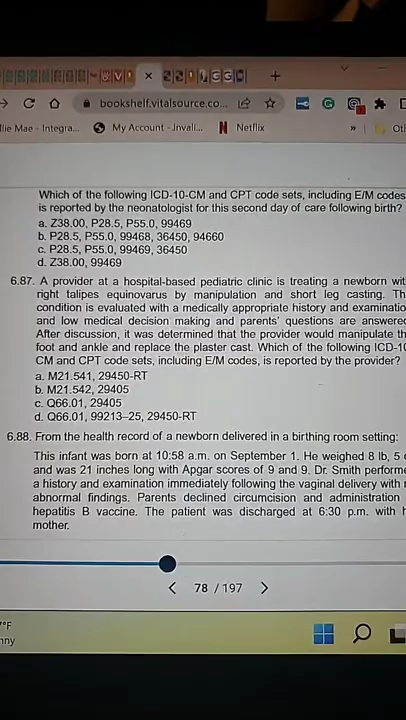 bookshelf.vitalsource.co...
My Account - Jnvali...
Netflix
»
Which of the following ICD-10-CM and CPT code sets, including E/M codes
is reported by the neonatologist for this second day of care following birth?
a. Z38.00, P28.5, P55.0, 99469
b. P28.5, P55.0, 99468, 36450, 94660
c. P28.5, P55.0, 99469, 36450
d. Z38.00, 99469
6.87. A provider at a hospital-based pediatric clinic is treating a newborn wit
right talipes equinovarus by manipulation and short leg casting. Th
condition is evaluated with a medically appropriate history and examinatio
and low medical decision making and parents' questions are answered
After discussion, it was determined that the provider would manipulate th
foot and ankle and replace the plaster cast. Which of the following ICD-10
CM and CPT code sets, including E/M codes, is reported by the provider?
a. M21.541, 29450-RT
b. M21.542, 29405
c. Q66.01, 29405
d. Q66.01, 99213–25, 29450-RT
6.88. From the health record of a newborn delivered in a birthing room setting:
This infant was born at 10:58 a.m. on September 1. He weighed 8 lb, 5 o
and was 21 inches long with Apgar scores of 9 and 9. Dr. Smith performe
a history and examination immediately following the vaginal delivery with
abnormal findings. Parents declined circumcision and administration
hepatitis B vaccine. The patient was discharged at 6:30 p.m. with h
mother.
78 / 197